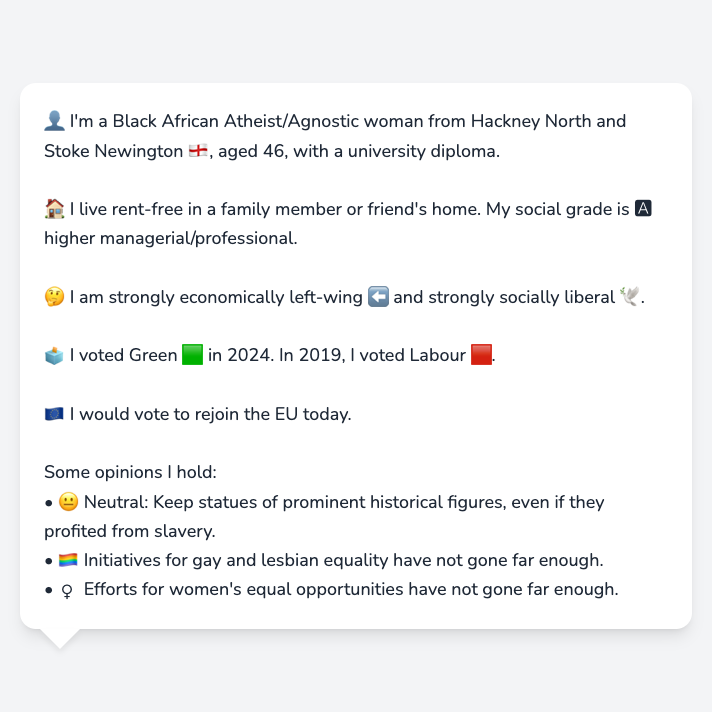 👤 I'm a Black African Atheist/Agnostic woman from Hackney North and
Stoke Newington 🏴󠁧󠁢󠁥󠁮󠁧󠁿, aged 46, with a university diploma.
🏠 I live rent-free in a family member or friend's home. My social grade is 🅰
higher managerial/professional.
🤔 I am strongly economically left-wing ⬅️ and strongly socially liberal 🕊️.
🗳️ I voted Green 🟩 in 2024. In 2019, I voted Labour 🟥.
🇪🇺 I would vote to rejoin the EU today.
Some opinions I hold:
• 😐 Neutral: Keep statues of prominent historical figures, even if they
profited from slavery.
• 🏳️‍🌈 Initiatives for gay and lesbian equality have not gone far enough.
• ♀ Efforts for women's equal opportunities have not gone far enough.